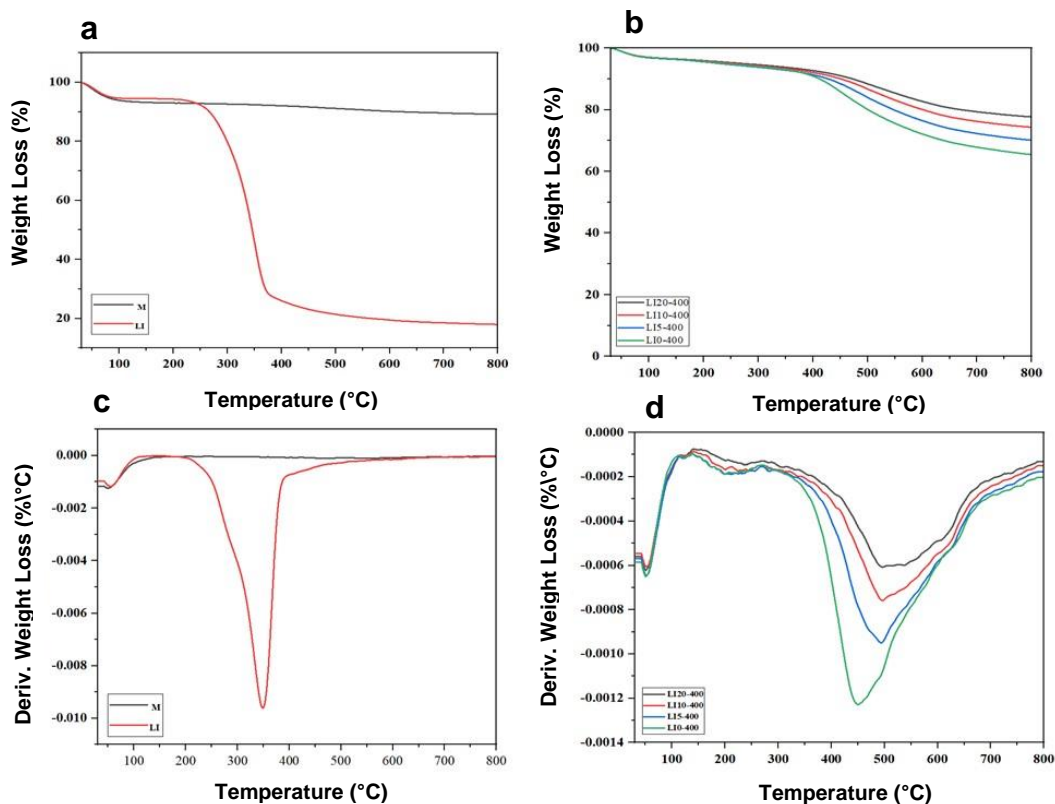 a
Weight Loss (%)
100
80
60
40
20
M
LI
100 200 300 400 500 600 700 800
Temperature (°C)
b
Weight Loss (%)
100
80
60
40
20
0
LI20-400
LI10-400
LI5-400
LI0-400
100 200 300 400 500 600 700 800
Temperature (°C)
c
Deriv. Weight Loss (%\°C)
0.000
-0.002
-0.004
-0.006
-0.008
-0.010
M
LI
100 200 300 400 500 600 700 800
Temperature (°C)
d
Deriv. Weight Loss (%\°C)
0.0000
-0.0002
-0.0004
-0.0006
-0.0008
-0.0010
-0.0012
-0.0014
LI20-400
LI10-400
LI5-400
LI0-400
100 200 300 400 500 600 700 800
Temperature (°C)